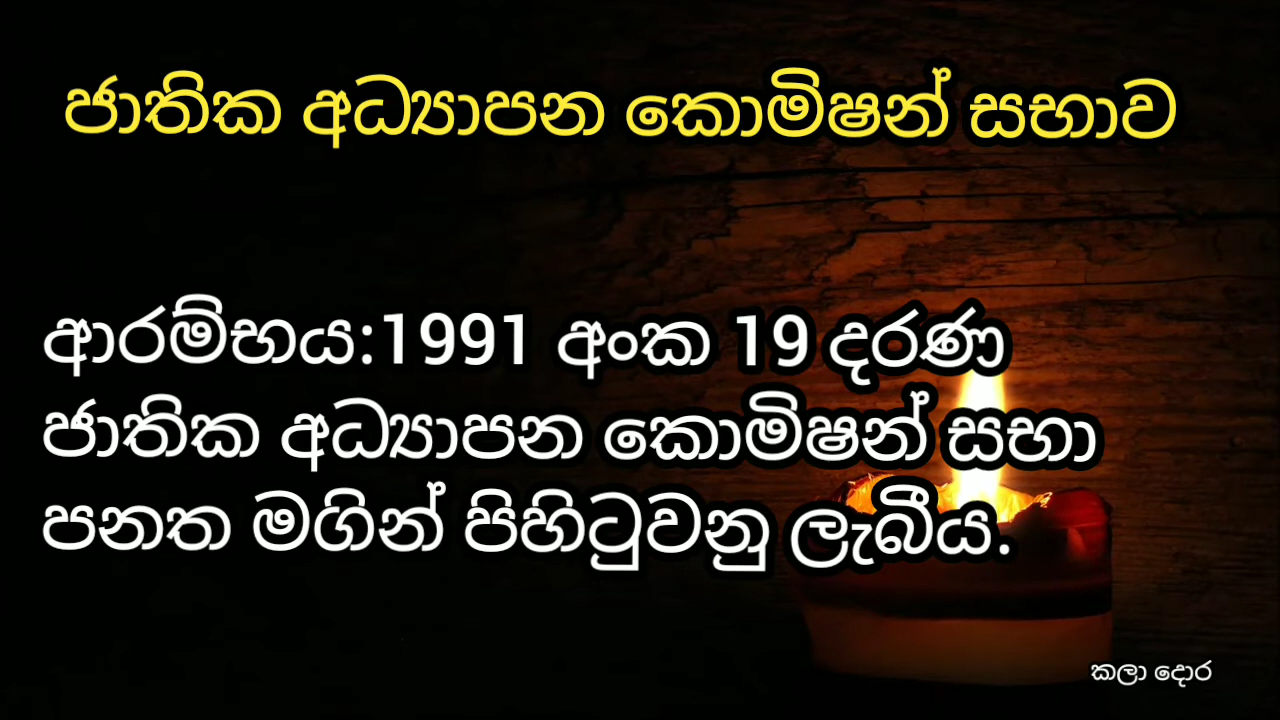 ජාතික අධ්‍යාපන කොමිෂන් සභාව
ආරම්භය:1991 අංක 19 දරණ
ජාතික අධ්‍යාපන කොමිෂන් සභා
පනත මගින් පිහිටුවනු ලැබීය.
කලා දොර